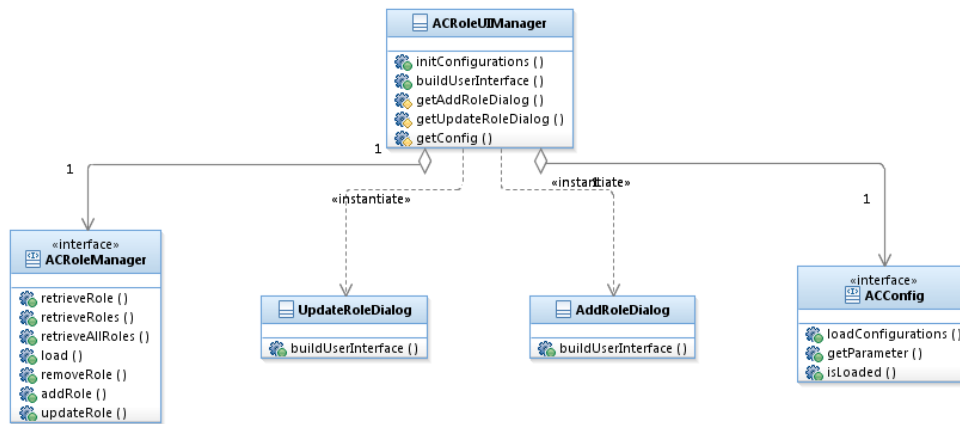 ACRoleUIManager
initConfigurations ()
buildUserInterface ()
getAddRoleDialog ()
getUpdateRoleDialog ()
getConfig ()
1
1
«instantiate»
«instantiate»
1
1
«interface»
ACRoleManager
retrieveRole ()
retrieveRoles ()
retrieveAllRoles ()
load ()
removeRole ()
addRole ()
updateRole ()
UpdateRoleDialog
buildUserInterface ()
AddRoleDialog
buildUserInterface ()
«interface»
ACConfig
loadConfigurations ()
getParameter ()
isLoaded ()